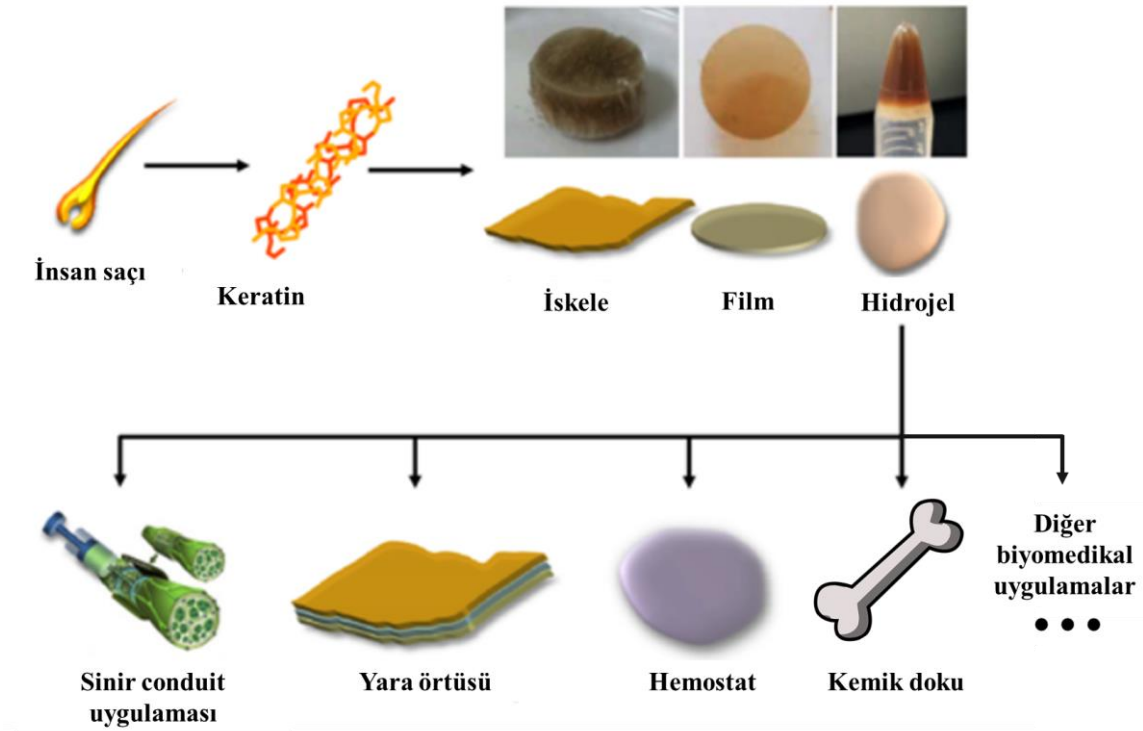 İnsan saçı
Keratin
İskele
Film
Hidrojel
Sinir conduit
uygulaması
Yara örtüsü
Hemostat
Kemik doku
Diğer
biyomedikal
uygulamalar